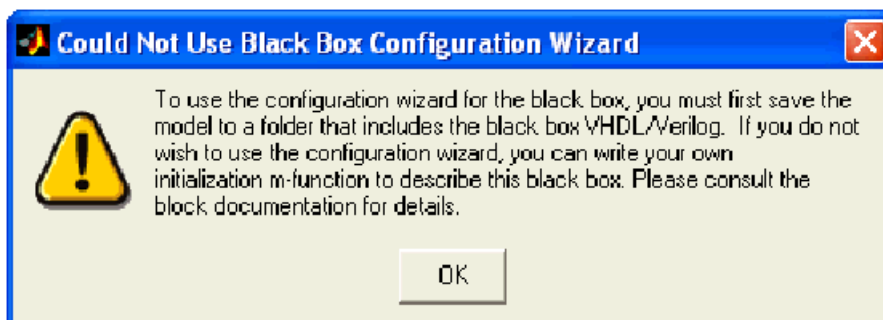 Could Not Use Black Box Configuration Wizard
To use the configuration wizard for the black box, you must first save the
model to a folder that includes the black box VHDL/Verilog. If you do not
wish to use the configuration wizard, you can write your own
initialization m-function to describe this black box. Please consult the
block documentation for details.
OK